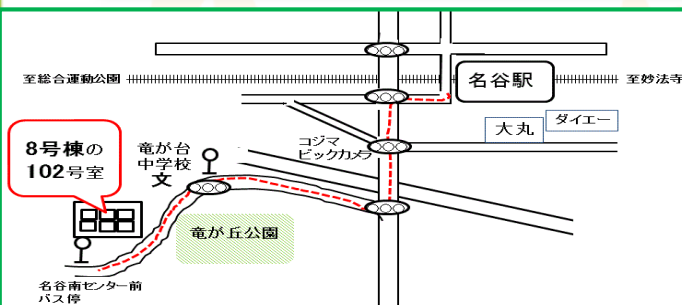 至総合運動公園
名谷駅
至妙法寺
ダイエー
大丸
コジマ
ビックカメラ
竜が台
中学校
文
8号棟の
102号室
竜が丘公園
名谷南センター前
バス停